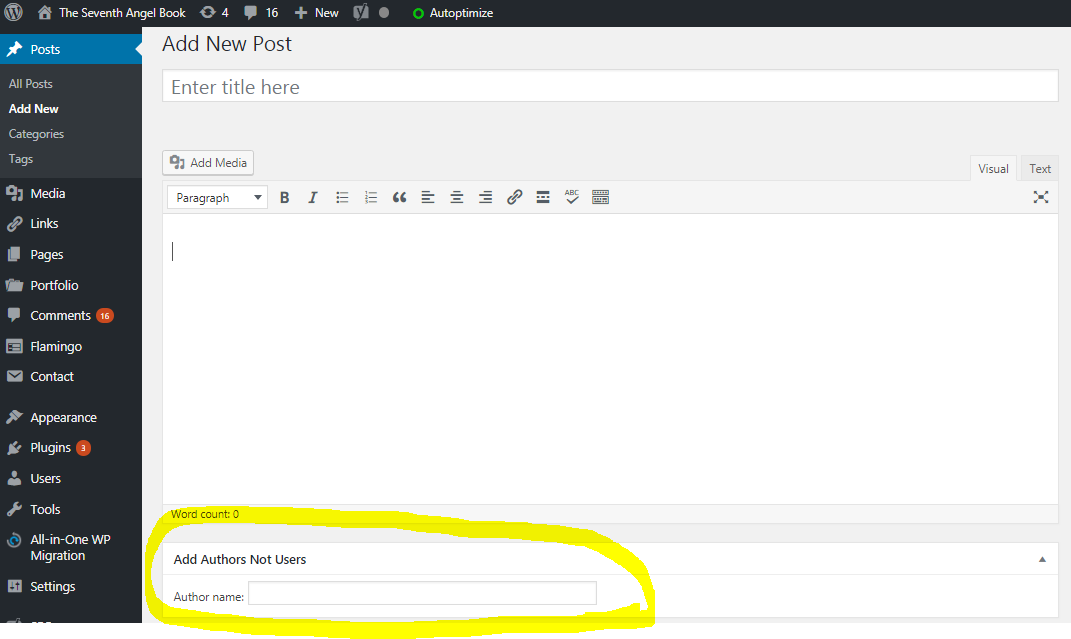 The Seventh Angel Book 4 16 New Autoptimize
Posts
All Posts
Add New
Categories
Tags
Media
Links
Pages
Portfolio
Comments 16
Flamingo
Contact
Appearance
Plugins 3
Users
Tools
All-in-One WP
Migration
Settings
Add New Post
Enter title here
Add Media
Visual Text
Paragraph B I ABC
Word count: 0
Add Authors Not Users
Author name: